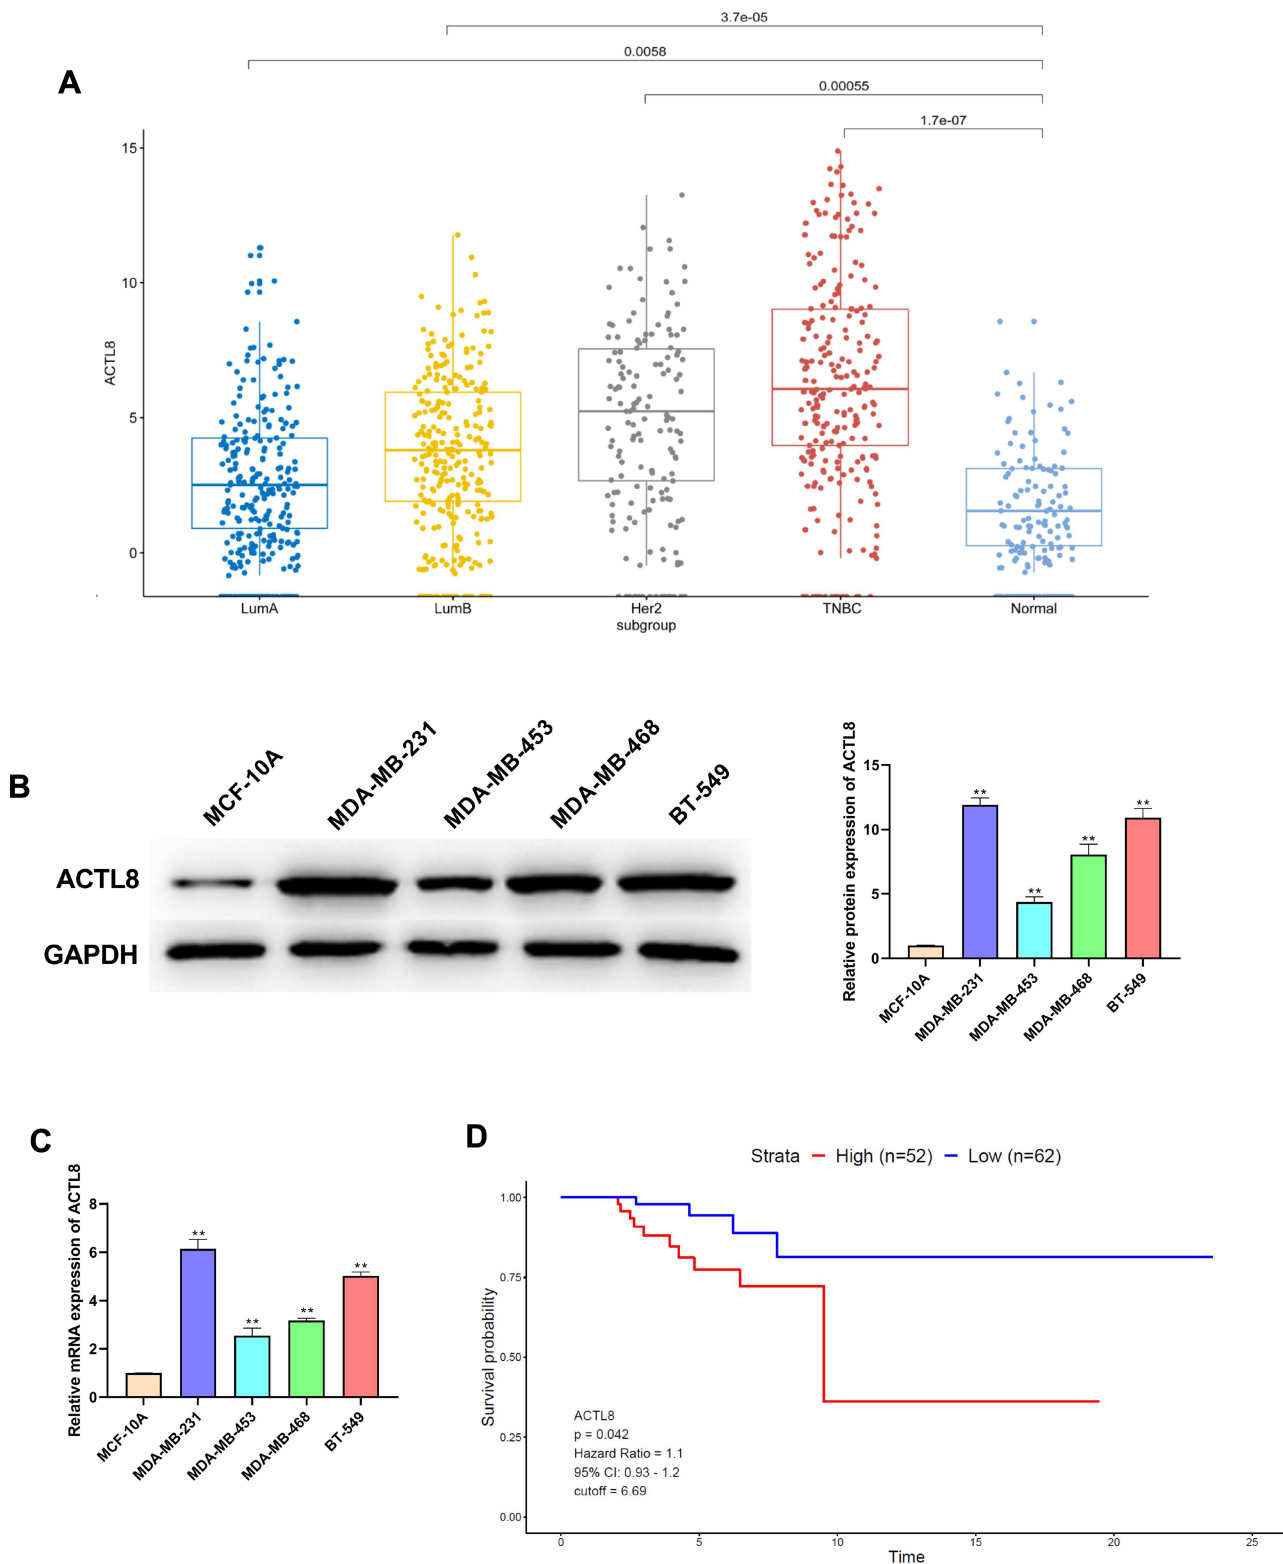 3.7e-05
0.0058
A
0.00055
1.7e-07
15
10
5
0
ACTL8
LumA
LumB
Her2
TNBC
Normal
subgroup
B
MCF-10A
MDA-MB-231
MDA-MB-453
MDA-MB-468
BT-549
ACTL8
GAPDH
Relative protein expression of ACTL8
15
10
5
0
**
**
**
**
MCF-10A
MDA-MB-231
MDA-MB-453
MDA-MB-468
BT-549
C
Relative mRNA expression of ACTL8
8
6
4
2
0
**
**
**
**
MCF-10A
MDA-MB-231
MDA-MB-453
MDA-MB-468
BT-549
D
Strata High (n=52) Low (n=62)
Survival probability
1.00
0.75
0.50
0.25
0.00
ACTL8
p = 0.042
Hazard Ratio = 1.1
95% CI: 0.93 - 1.2
cutoff = 6.69
0
5
10
15
20
25
Time